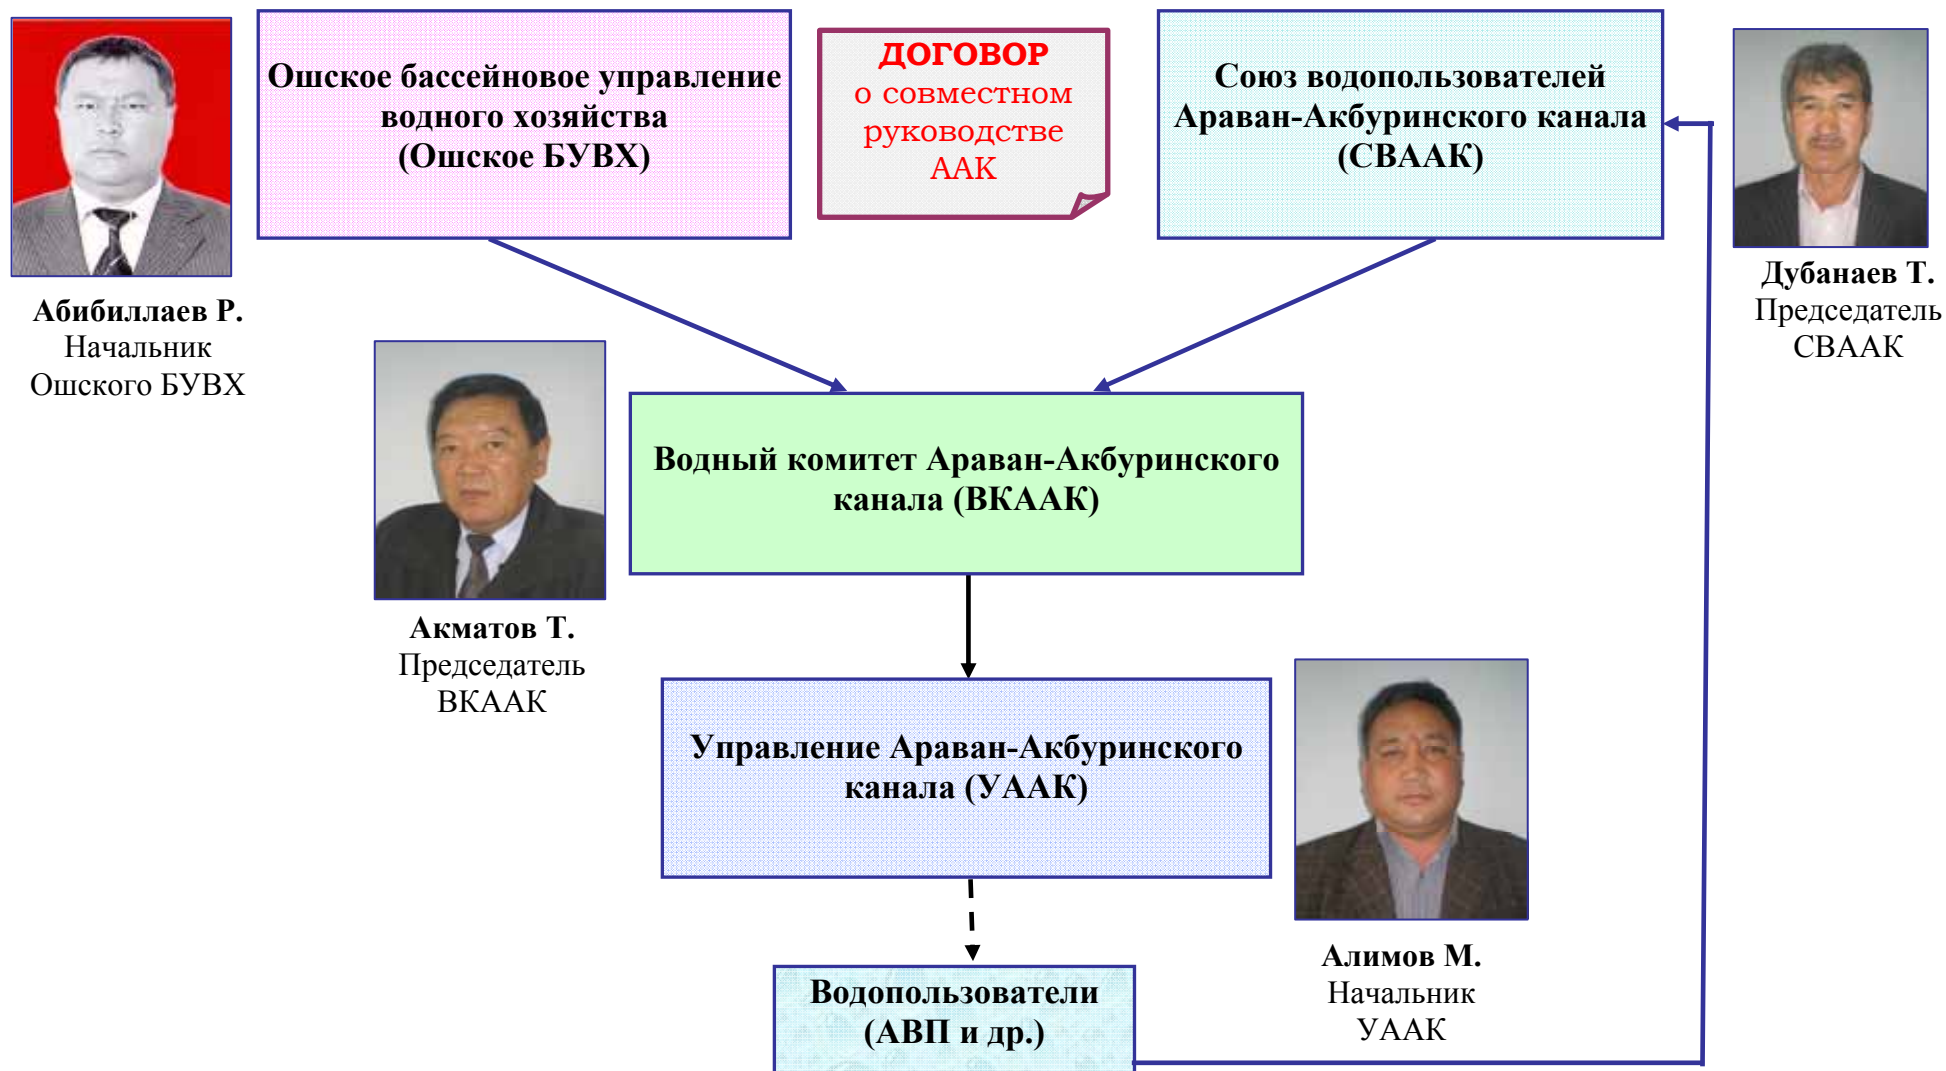 Ошское бассейновое управление
водного хозяйства
(Ошское БУВХ)
ДОГОВОР
о совместном
руководстве
ААК
Союз водопользователей
Араван-Акбуринского канала
(СВААК)
Абибиллаев Р.
Начальник
Ошского БУВХ
Дубанаев Т.
Председатель
СВААК
Водный комитет Араван-Акбуринского
канала (ВКААК)
Акматов Т.
Председатель
ВКААК
Управление Араван-Акбуринского
канала (УААК)
Алимов М.
Начальник
УААК
Водопользователи
(АВП и др.)